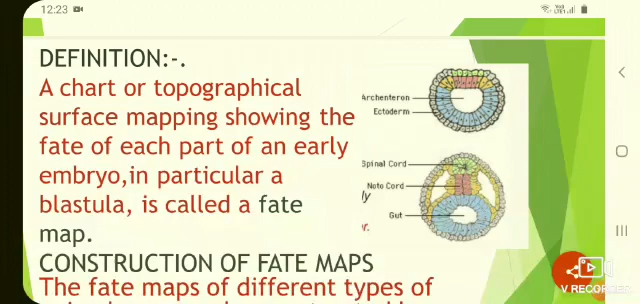 12:23
DEFINITION:-.
A chart or topographical
surface mapping showing the
fate of each part of an early
embryo,in particular a
blastula, is called a fate
map.
CONSTRUCTION OF FATE MAPS
The fate maps of different types of
Archenteron
Ectoderm
Spinal Cord
Noto Cord
ly
Gut
r.
V RECORDER